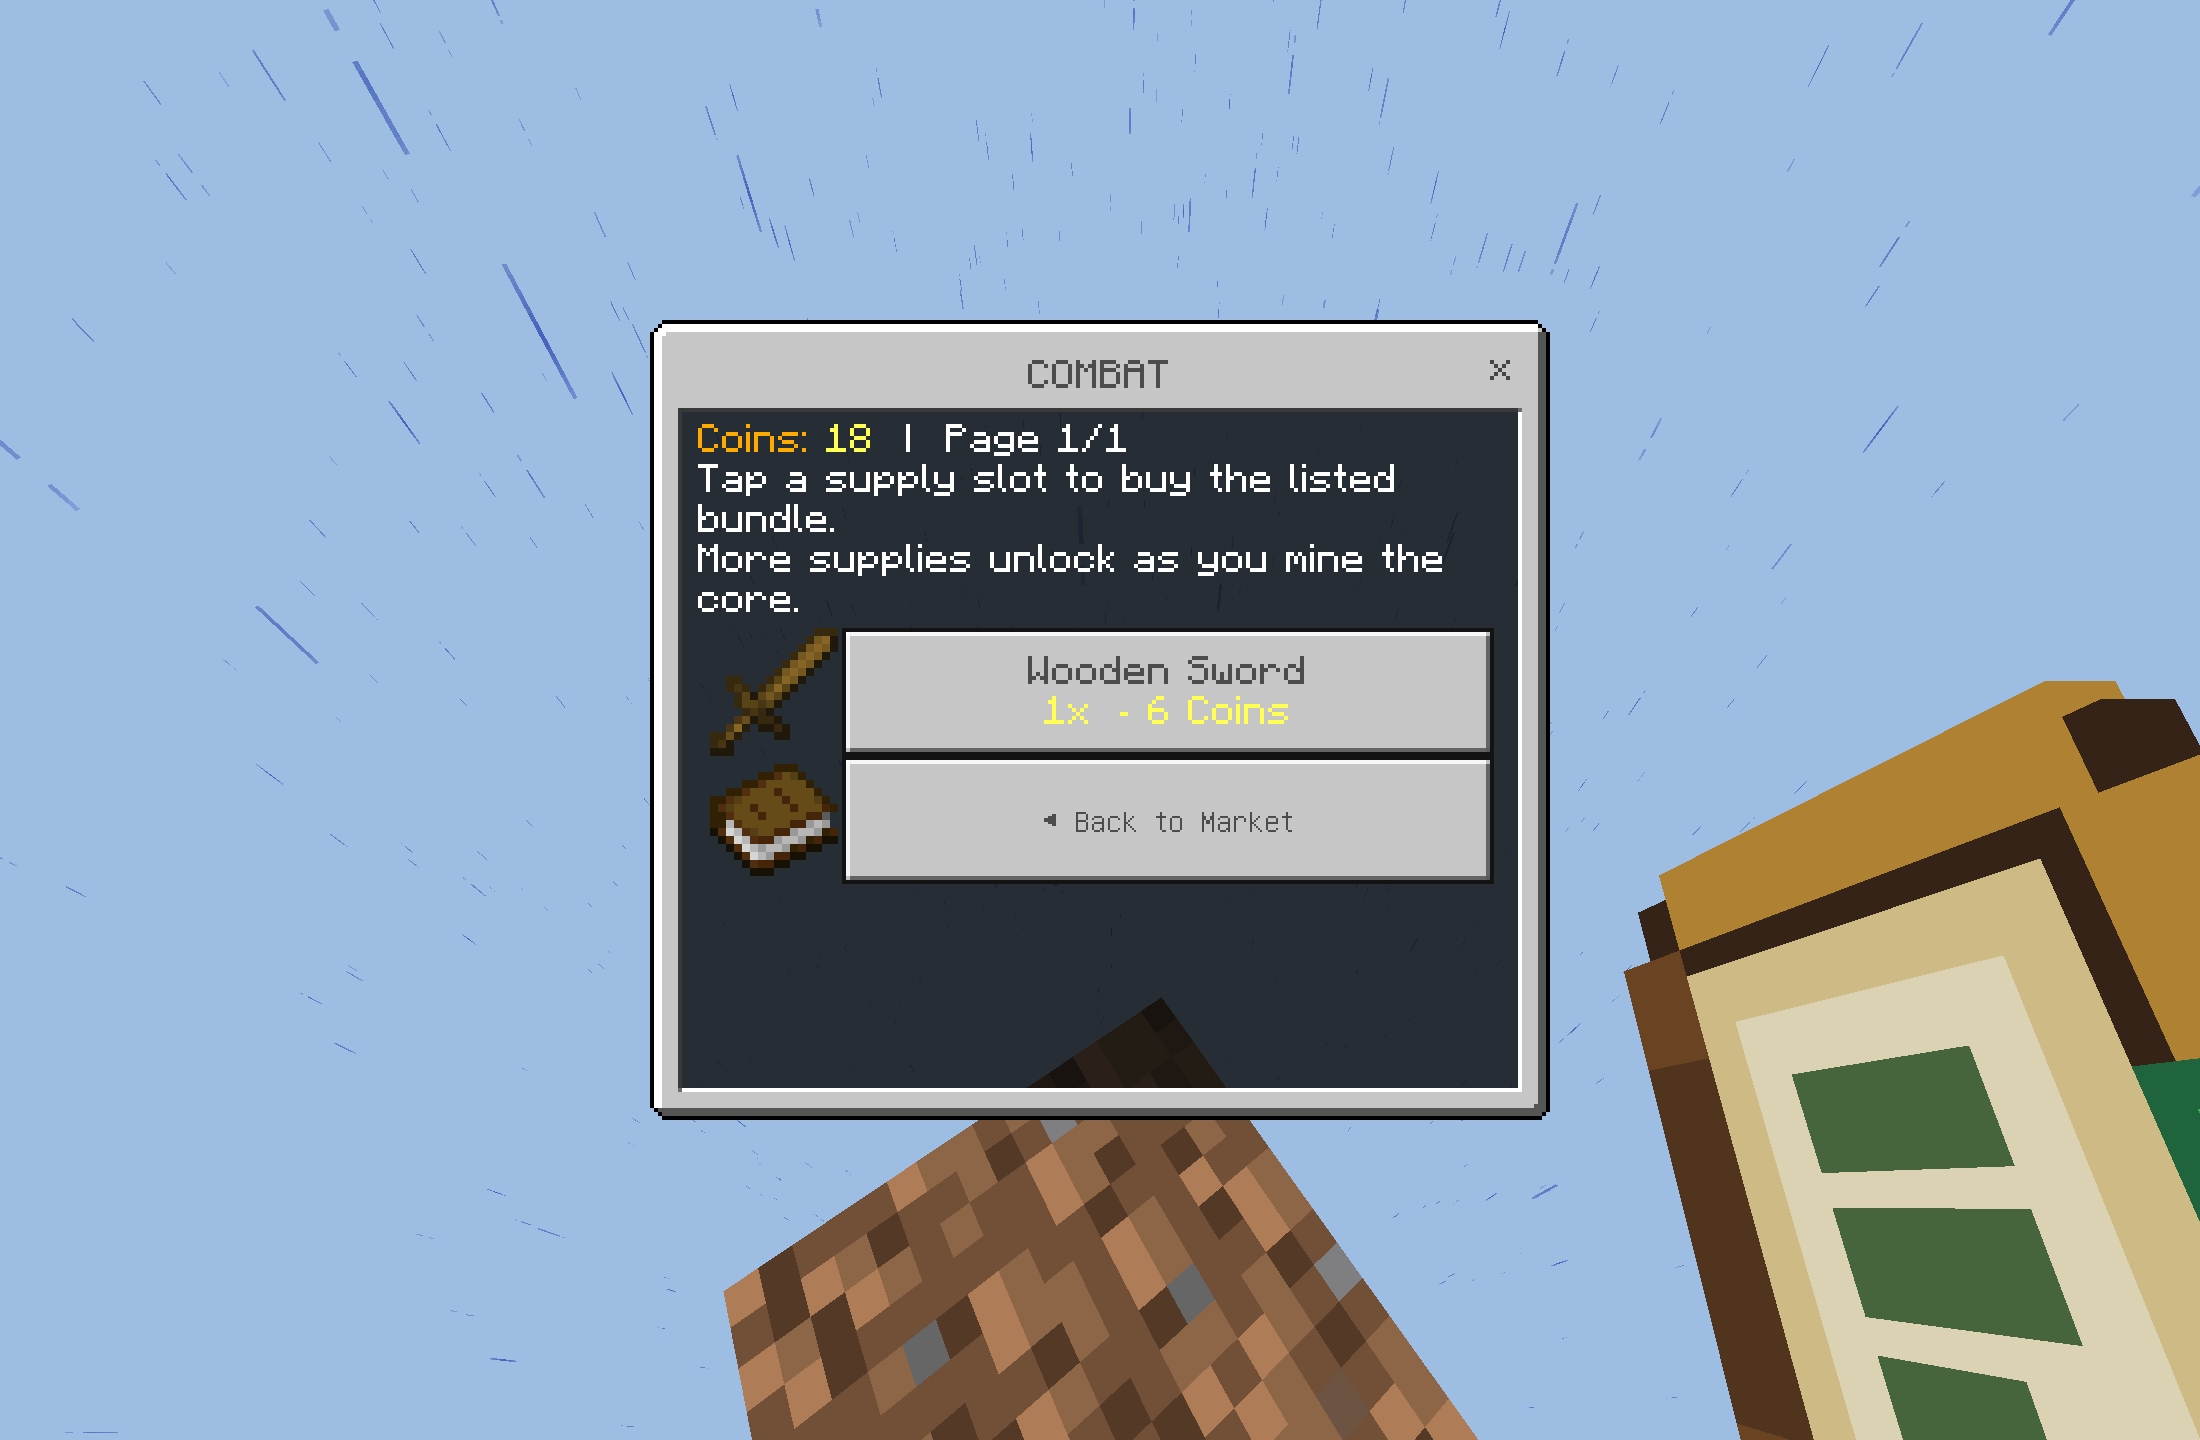 COMBAT
Coins: 18 | Page 1/1
Tap a supply slot to buy the listed
bundle.
More supplies unlock as you mine the
core.
Wooden Sword
1x - 6 Coins
◄ Back to Market